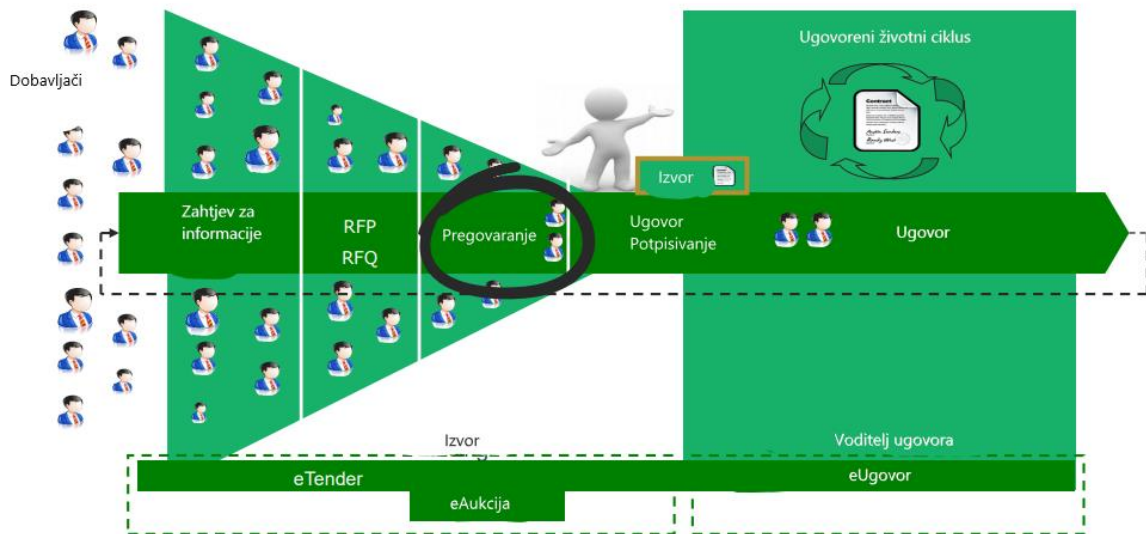 Dobavljači
Zahtjev za
informacije
RFP
RFQ
Pregovaranje
Izvor
Ugovor
Potpisivanje
Ugovoreni životni ciklus
Contract
Ugovor
Izvor
eTender
eAukcija
Voditelj ugovora
eUgovor